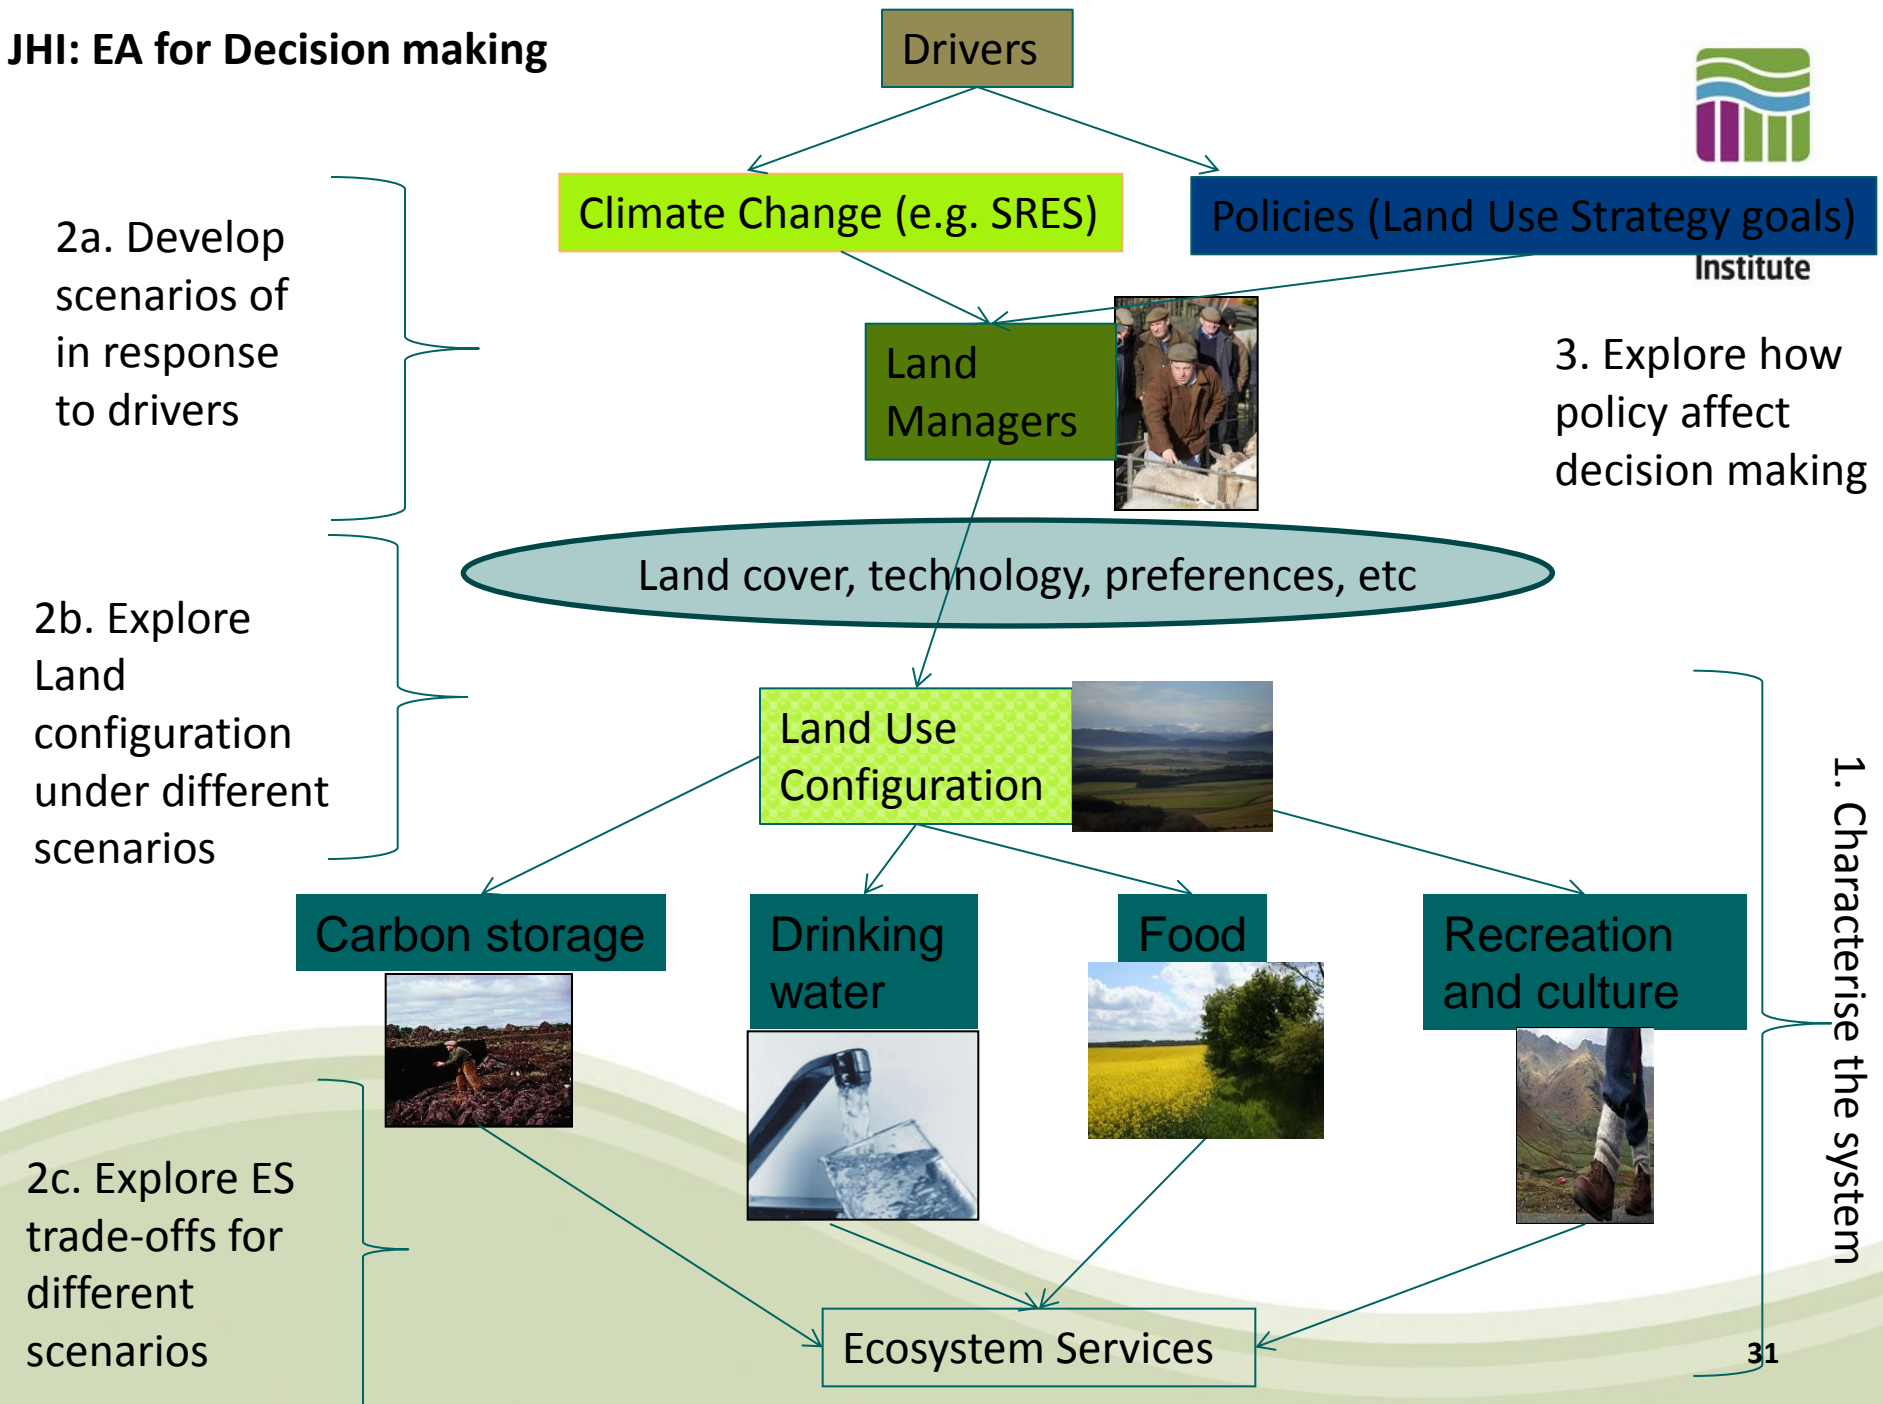 JHI: EA for Decision making
Drivers
Climate Change (e.g. SRES)
Policies (Land Use Strategy goals)
Institute
2a. Develop
scenarios of
in response
to drivers
Land
Managers
3. Explore how
policy affect
decision making
Land cover, technology, preferences, etc
2b. Explore
Land
configuration
under different
scenarios
Land Use
Configuration
1. Characterise the system
Carbon storage
Drinking
water
Food
Recreation
and culture
2c. Explore ES
trade-offs for
different
scenarios
Ecosystem Services
31